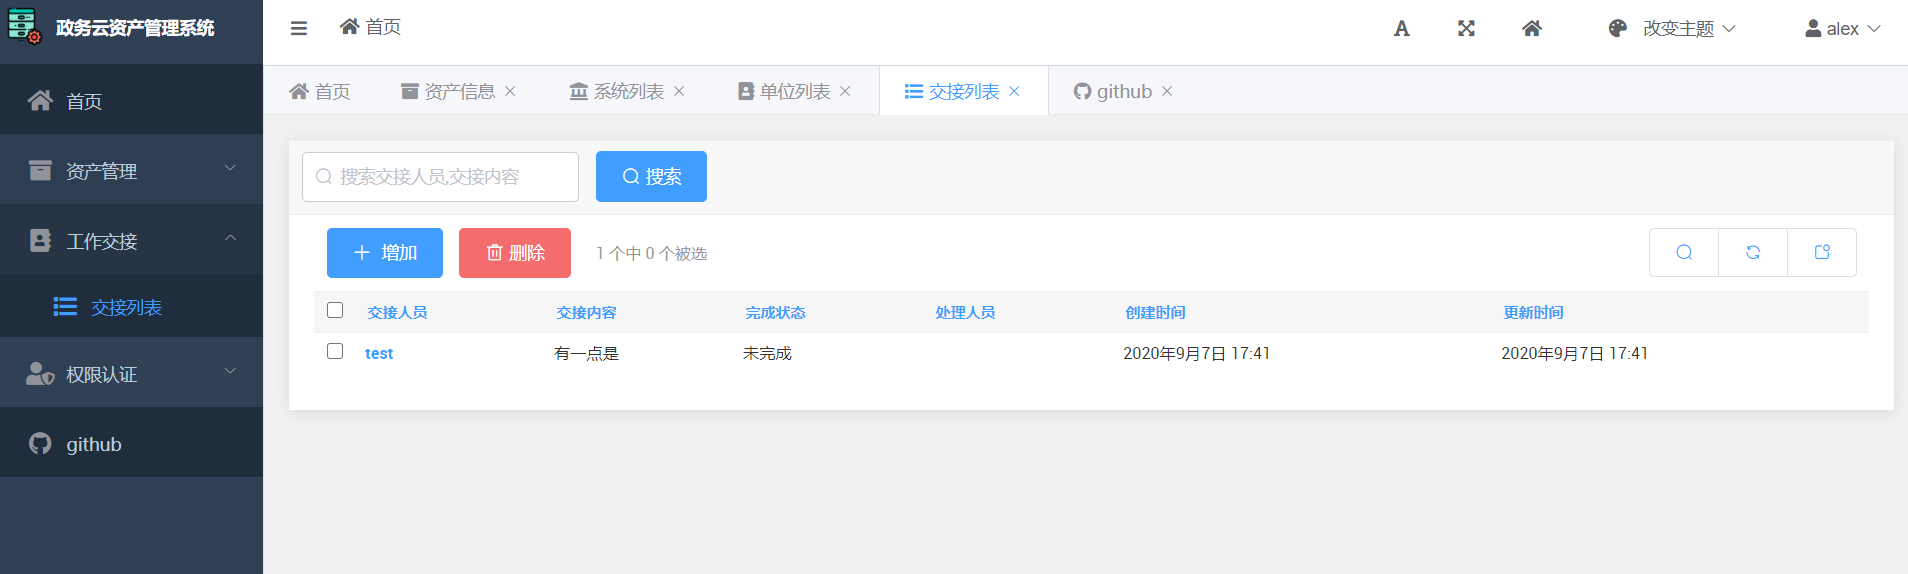 政务云资产管理系统
首页
改变主题
alex
首页
资产信息
系统列表
单位列表
交接列表
github
首页
资产管理
工作交接
交接列表
权限认证
github
搜索交接人员,交接内容
搜索
增加
删除
1 个中 0 个被选
交接人员 交接内容 完成状态 处理人员 创建时间 更新时间
test 有一点是 未完成 2020年9月7日 17:41 2020年9月7日 17:41